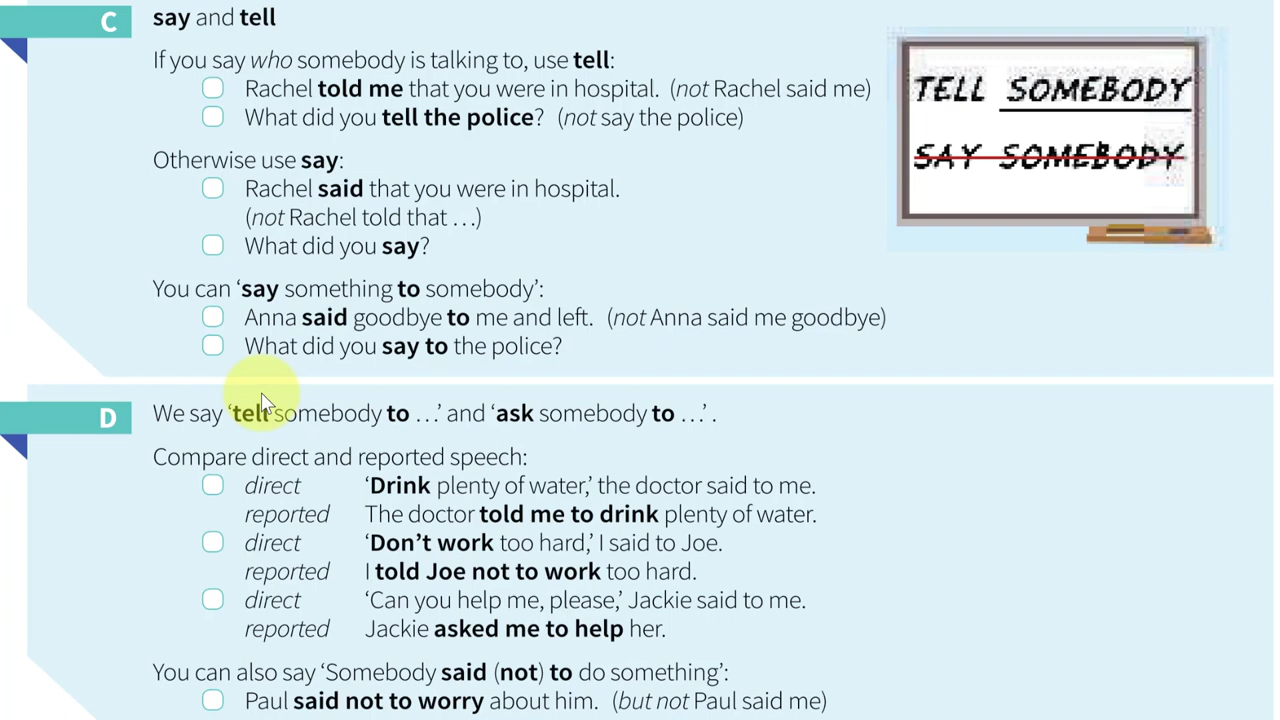 C
say and tell
If you say who somebody is talking to, use tell:
Rachel told me that you were in hospital. (not Rachel said me)
What did you tell the police? (not say the police)
TELL SOMEBODY
SAY SOMEBODY
Otherwise use say:
Rachel said that you were in hospital.
(not Rachel told that …)
What did you say?
You can ‘say something to somebody’:
Anna said goodbye to me and left. (not Anna said me goodbye)
What did you say to the police?
D
We say ‘tell somebody to …’ and ‘ask somebody to …’ .
Compare direct and reported speech:
direct ‘Drink plenty of water,’ the doctor said to me.
reported The doctor told me to drink plenty of water.
direct ‘Don’t work too hard,’ I said to Joe.
reported I told Joe not to work too hard.
direct ‘Can you help me, please,’ Jackie said to me.
reported Jackie asked me to help her.
You can also say ‘Somebody said (not) to do something’:
Paul said not to worry about him. (but not Paul said me)